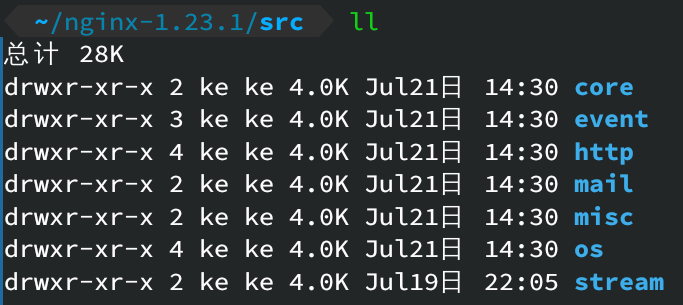 ~/nginx-1.23.1/src ll
总计 28K
drwxr-xr-x 2 ke ke 4.0K Jul21日 14:30 core
drwxr-xr-x 3 ke ke 4.0K Jul21日 14:30 event
drwxr-xr-x 4 ke ke 4.0K Jul21日 14:30 http
drwxr-xr-x 2 ke ke 4.0K Jul21日 14:30 mail
drwxr-xr-x 2 ke ke 4.0K Jul21日 14:30 misc
drwxr-xr-x 4 ke ke 4.0K Jul21日 14:30 os
drwxr-xr-x 2 ke ke 4.0K Jul19日 22:05 stream